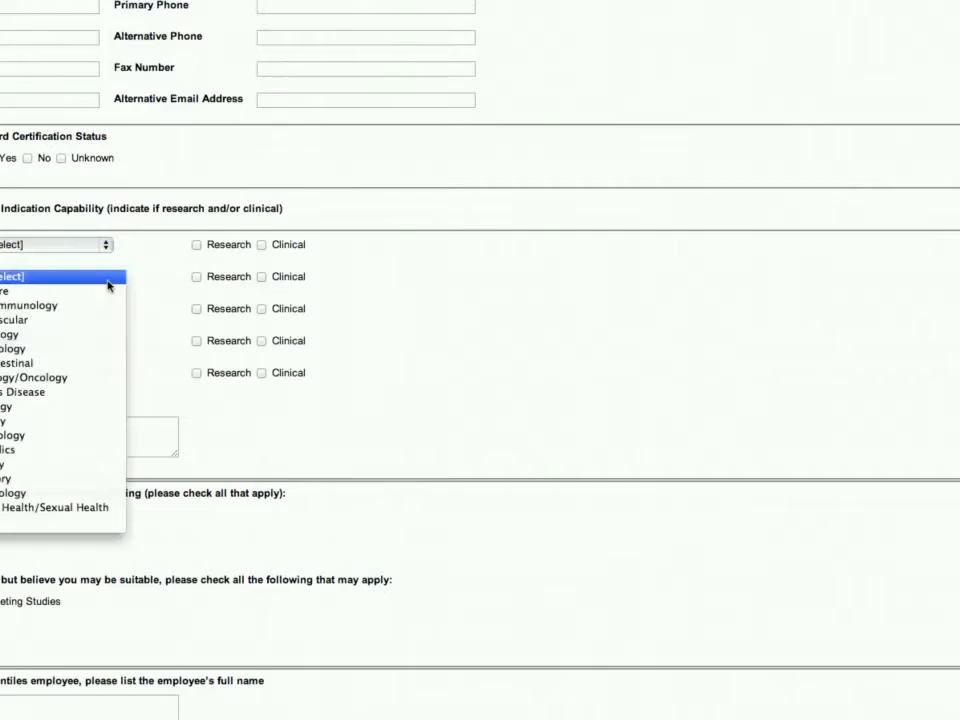 Primary Phone
Alternative Phone
Fax Number
Alternative Email Address
rd Certification Status
Yes No Unknown
Indication Capability (indicate if research and/or clinical)
elect] Research Clinical
elect] Research Clinical
re
mmunology
Research Clinical
scular
ogy
Research Clinical
ology
estinal
Research Clinical
ogy/Oncology
s Disease
gy
y
ology
ics
y
ry
ology
ing (please check all that apply):
Health/Sexual Health
but believe you may be suitable, please check all the following that may apply:
eting Studies
ntiles employee, please list the employee's full name